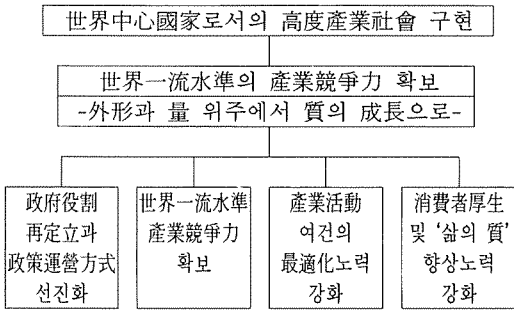 世界中心國家로서의 高度產業社會 구현
世界一流水準의 產業競爭力 확보
-外形과 量 위주에서 質의 成長으로-
政府役割
再定立과
政策運營方式
선진화
世界一流水準
產業競爭力
확보
產業活動
여건의
最適化노력
강화
消費者厚生
및 ‘삶의 質’
향상노력
강화